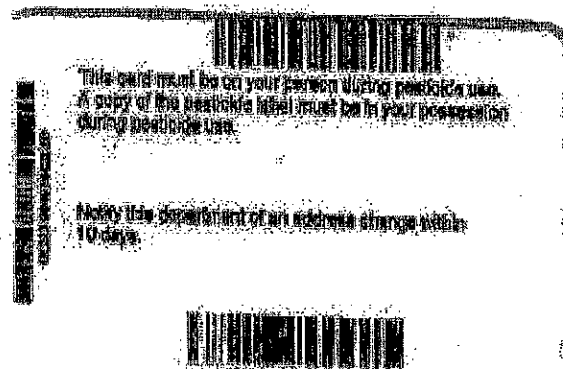 This card must be on your person during pesticide use.
A copy of the pesticide label must be in your possession
during pesticide use.
Notify this department of an address change within
10 days.